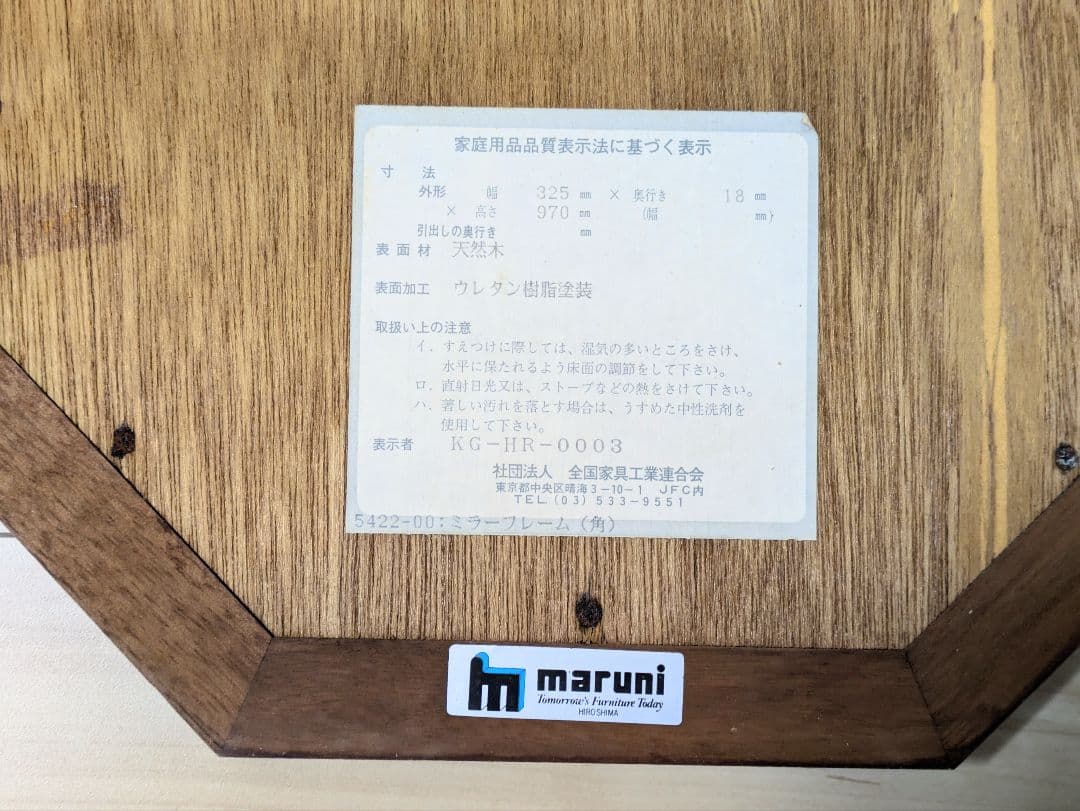 家庭用品品質表示法に基づく表示
寸 法
外形 幅 325 mm × 奥行き 18 mm
× 高さ 970 mm (幅 mm)
引出しの奥行き mm
表面材 天然木
表面加工 ウレタン樹脂塗装
取扱い上の注意
イ. すえつけに際しては、湿気の多いところをさけ、
水平に保たれるよう床面の調節をして下さい。
ロ. 直射日光又は、ストーブなどの熱をさけて下さい。
ハ. 著しい汚れを落とす場合は、うすめた中性洗剤を
使用して下さい。
表示者 KG-HR-0003
社団法人 全国家具工業連合会
東京都中央区晴海3-10-1 JFC内
TEL (03) 533-9551
5422-00:ミラーフレーム(角)
maruni
Tomorrow's Furniture Today
HIROSHIMA